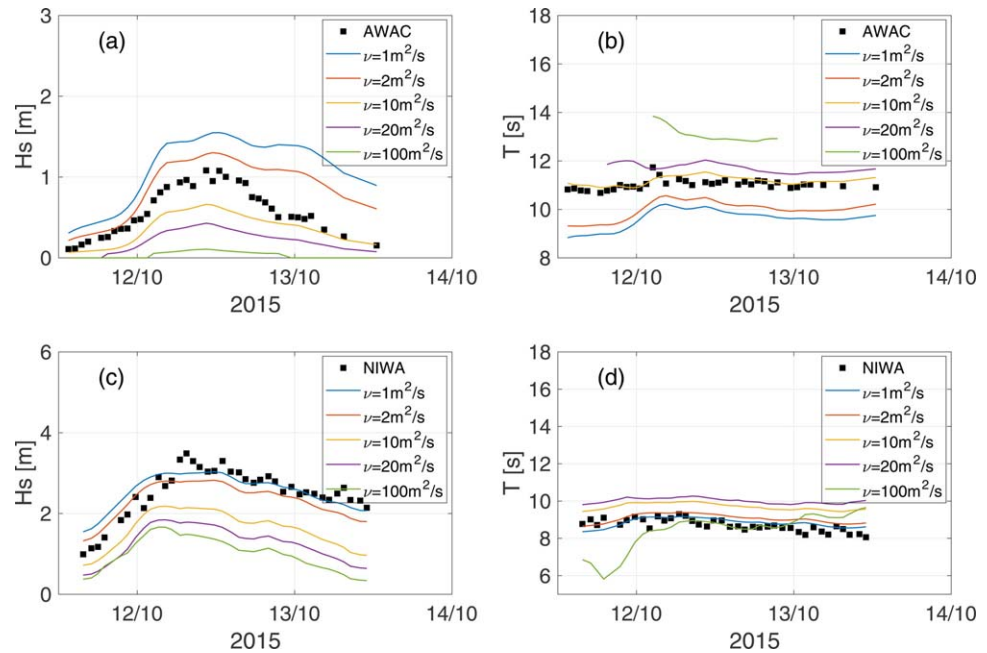 (a)
Hs [m]
3
2
1
0
12/10
13/10
14/10
2015
AWAC
ν=1m²/s
ν=2m²/s
ν=10m²/s
ν=20m²/s
ν=100m²/s
(b)
T [s]
18
16
14
12
10
8
12/10
13/10
14/10
2015
AWAC
ν=1m²/s
ν=2m²/s
ν=10m²/s
ν=20m²/s
ν=100m²/s
(c)
Hs [m]
6
4
2
0
12/10
13/10
14/10
2015
NIWA
ν=1m²/s
ν=2m²/s
ν=10m²/s
ν=20m²/s
ν=100m²/s
(d)
T [s]
18
16
14
12
10
8
6
12/10
13/10
14/10
2015
NIWA
ν=1m²/s
ν=2m²/s
ν=10m²/s
ν=20m²/s
ν=100m²/s